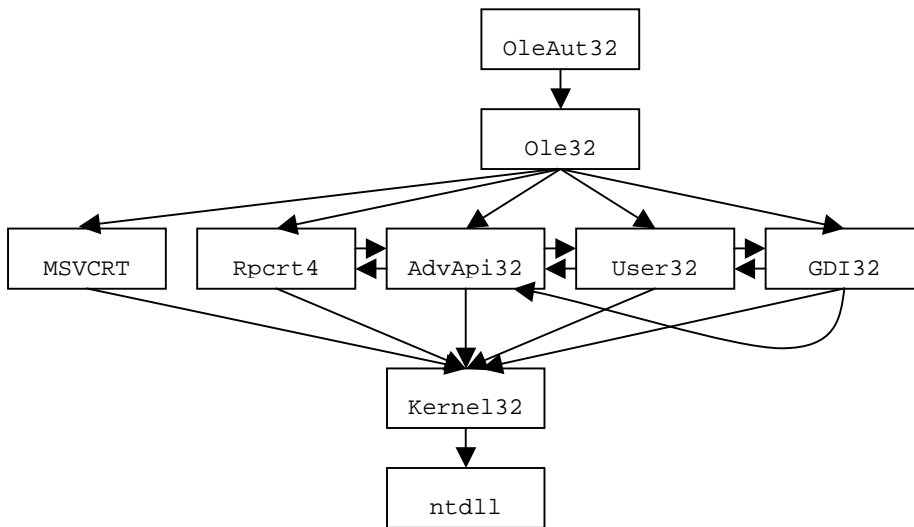 OleAut32
Ole32
MSVCRT
Rpcrt4
AdvApi32
User32
GDI32
Kernel32
ntdll